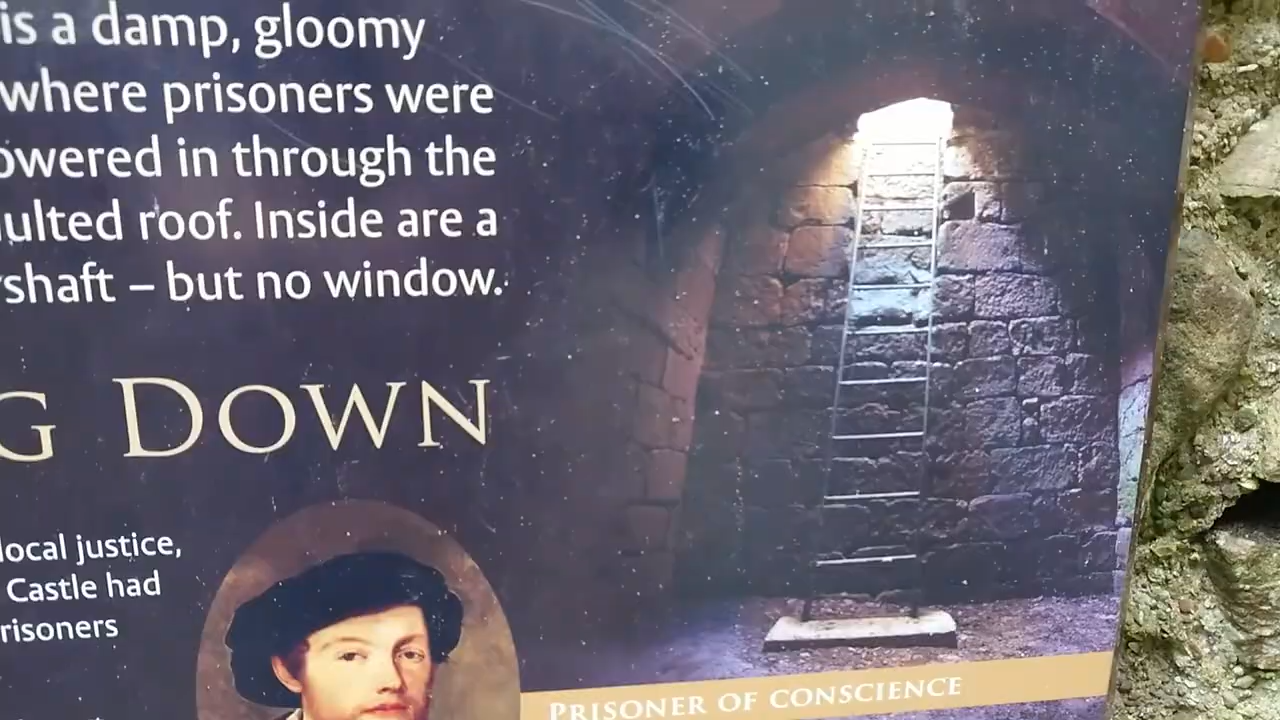 is a damp, gloomy
where prisoners were
owered in through the
ulted roof. Inside are a
rshaft – but no window.
G DOWN
local justice,
Castle had
risoners
PRISONER OF CONSCIENCE